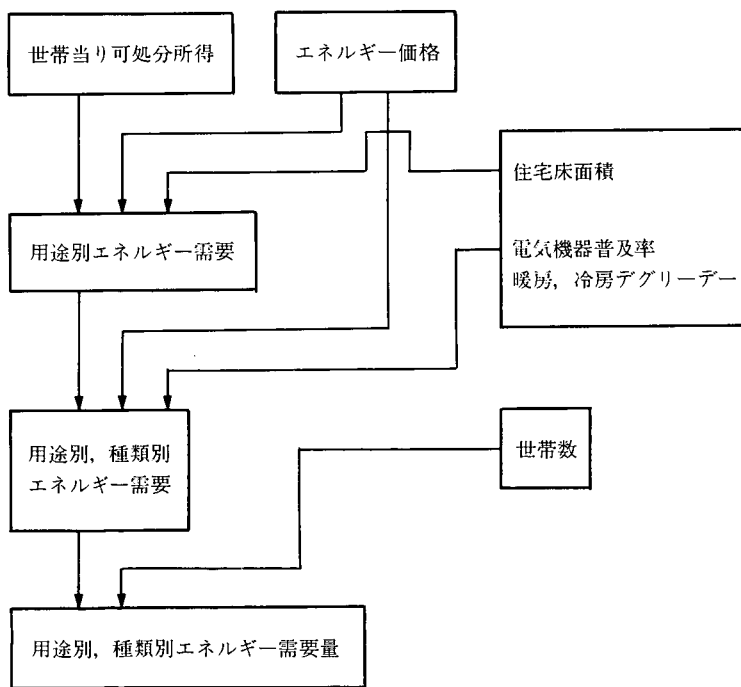 世帯当り可処分所得
エネルギー価格
住宅床面積
電気機器普及率
暖房，冷房デグリーデー
用途別エネルギー需要
用途別，種類別
エネルギー需要
世帯数
用途別，種類別エネルギー需要量